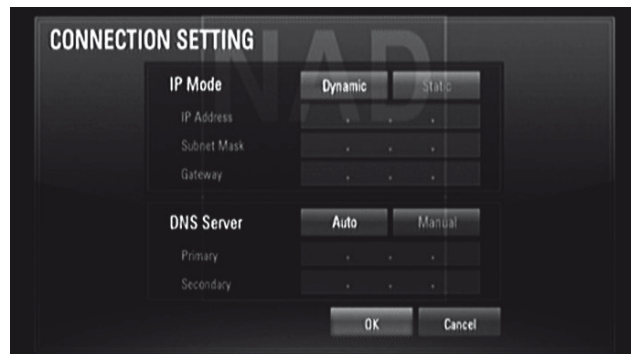 CONNECTION SETTING
NAD
IP Mode Dynamic Static
IP Address . . .
Subnet Mask . . .
Gateway . . .
DNS Server Auto Manual
Primary . . .
Secondary . . .
OK Cancel